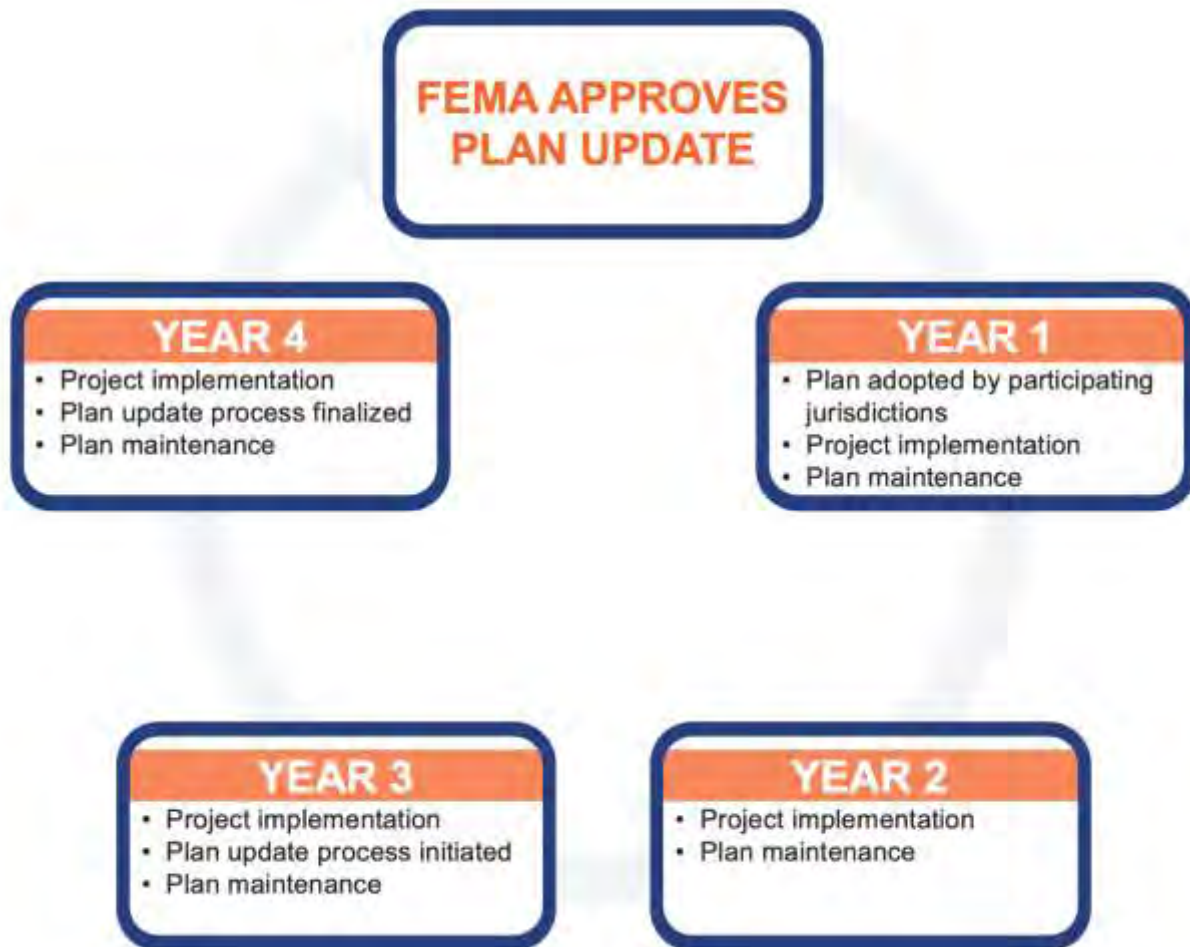 FEMA APPROVES
PLAN UPDATE
YEAR 1
• Plan adopted by participating
jurisdictions
• Project implementation
• Plan maintenance
YEAR 2
• Project implementation
• Plan maintenance
YEAR 3
• Project implementation
• Plan update process initiated
• Plan maintenance
YEAR 4
• Project implementation
• Plan update process finalized
• Plan maintenance